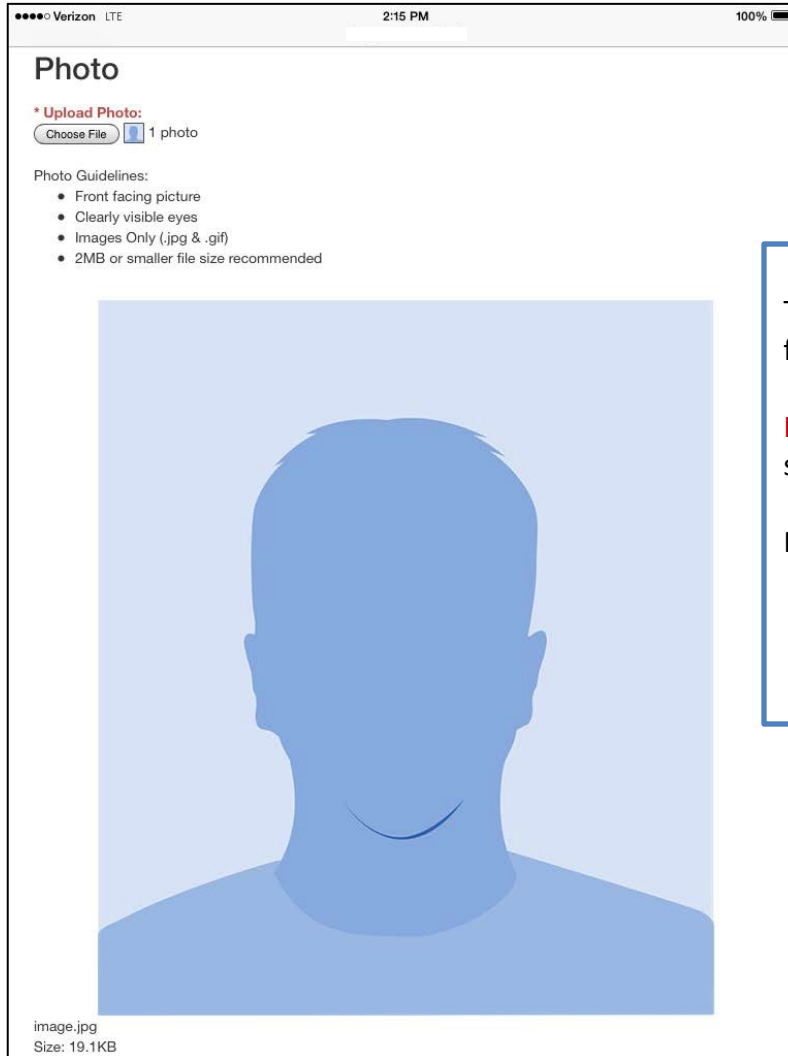 Verizon LTE 2:15 PM 100%
Photo
* Upload Photo:
Choose File 1 photo
Photo Guidelines:
• Front facing picture
• Clearly visible eyes
• Images Only (.jpg & .gif)
• 2MB or smaller file size recommended
image.jpg
Size: 19.1KB